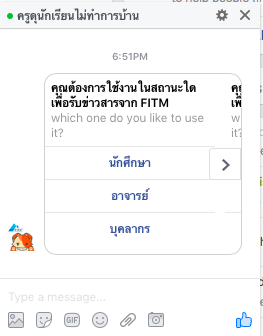 ครูดุนักเรียนไม่ทำการบ้าน
6:51PM
คุณต้องการใช้งานในสถานะใด
เพื่อรับข่าวสารจาก FITM
which one do you like to use
it?
นักศึกษา
อาจารย์
บุคลากร
Type a message...
GIF